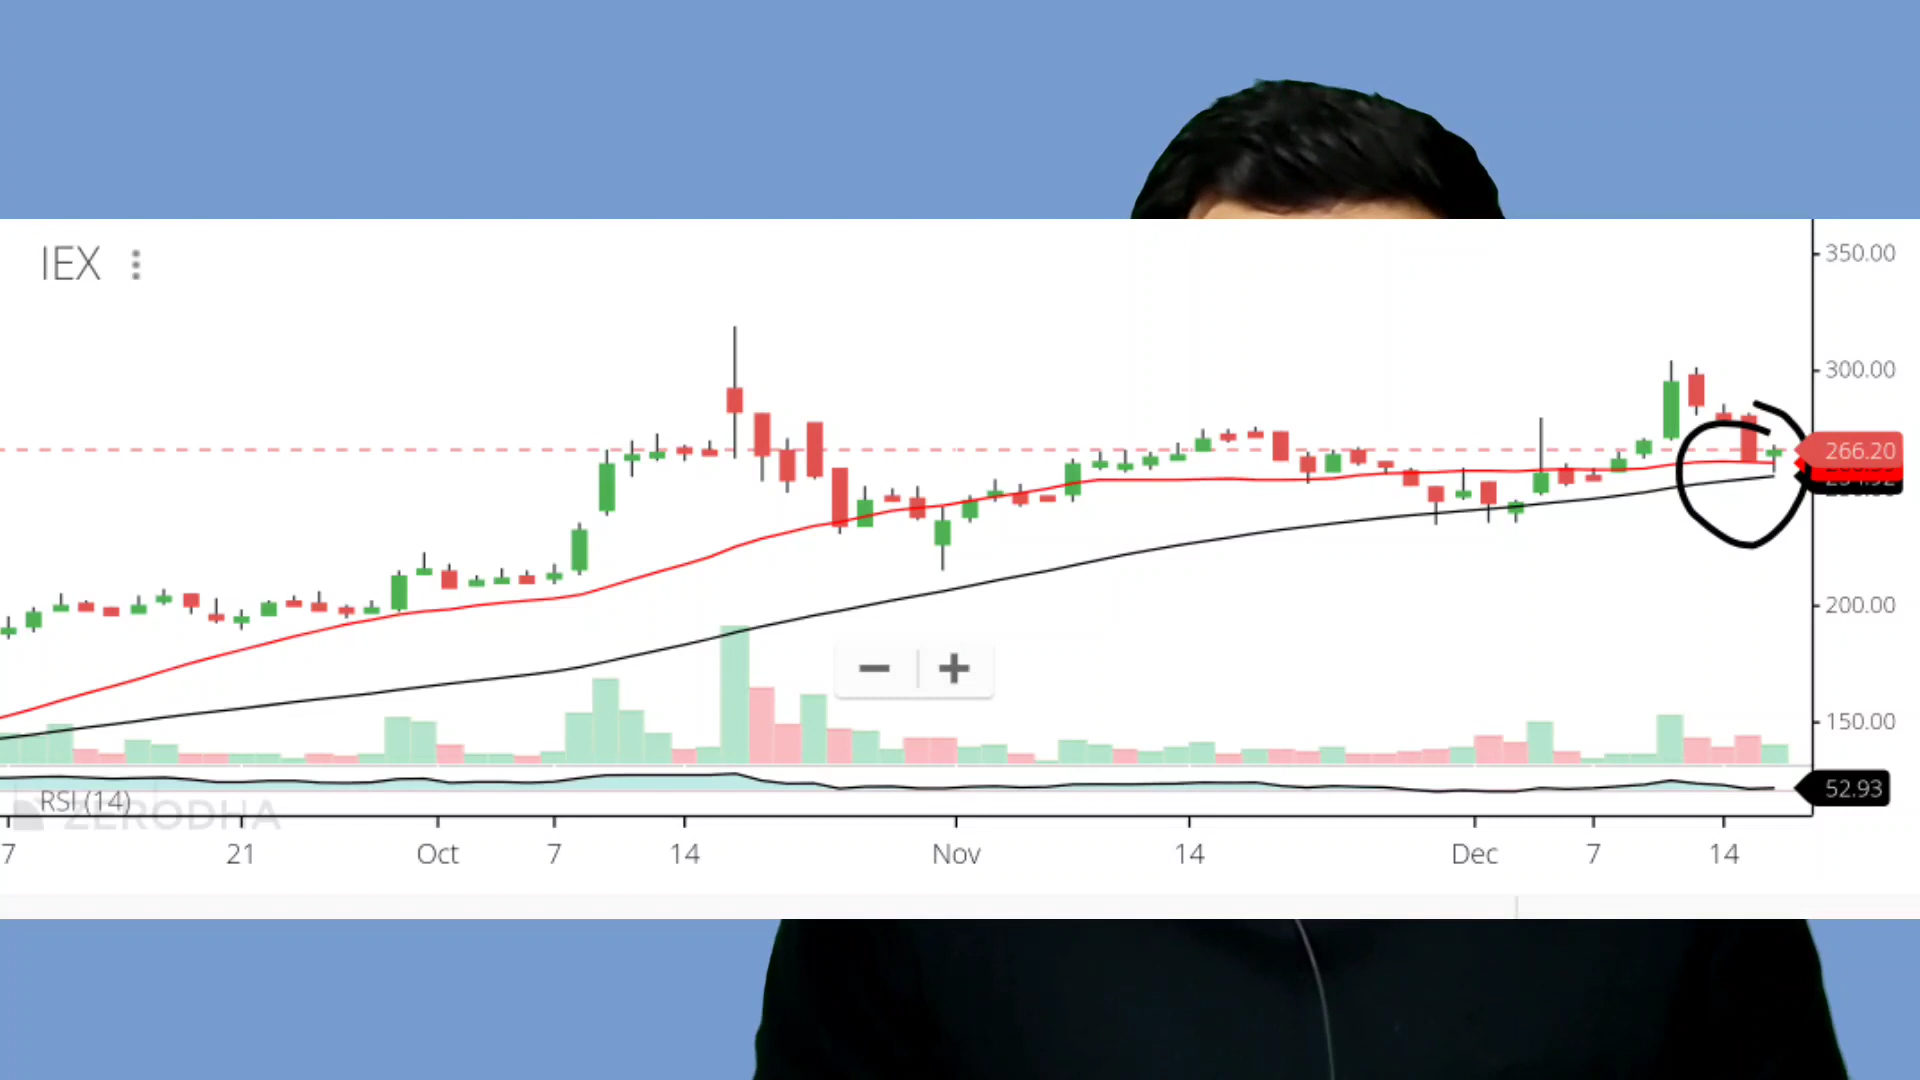 IEX
350.00
300.00
266.20
200.00
150.00
RSI (14)
ZERODHA
52.93
7 21 Oct 7 14 Nov 14 Dec 7 14